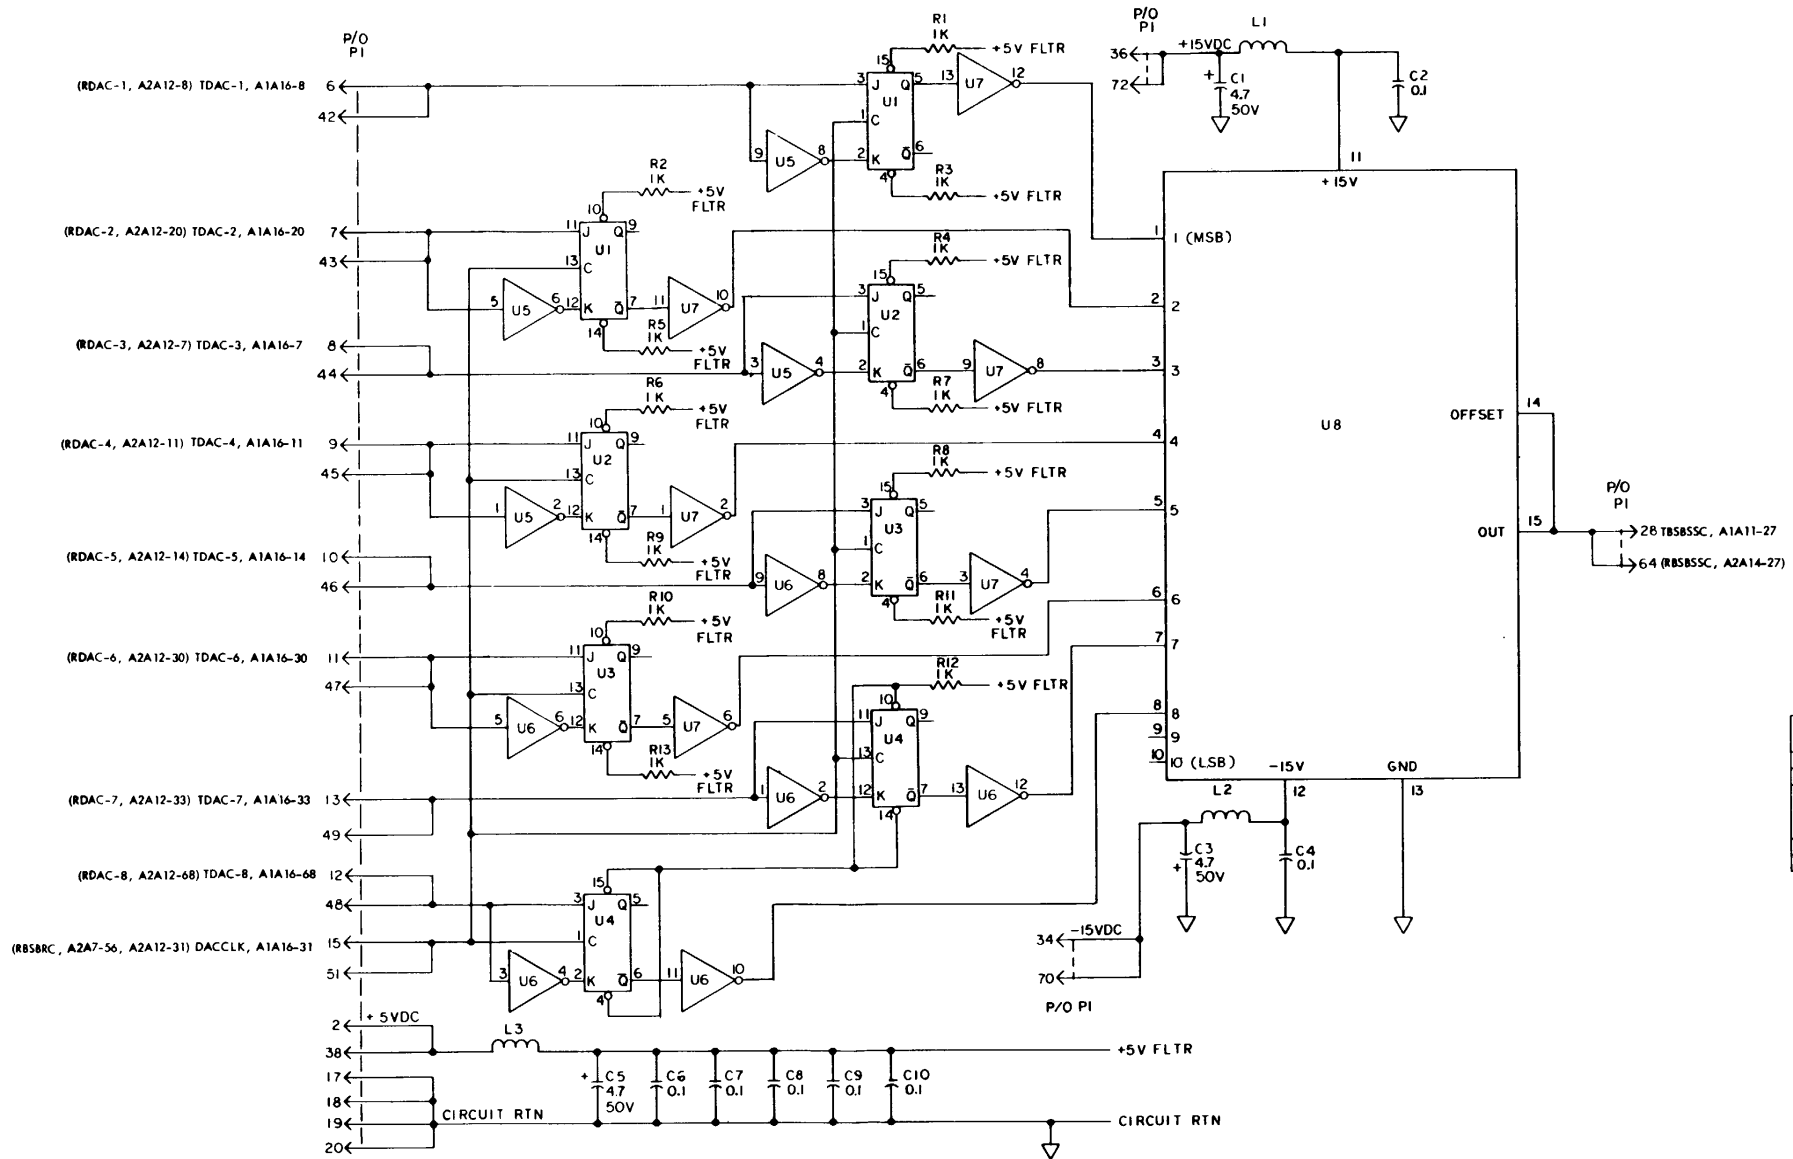 P/O
P1
(RDAC-1, A2A12-8) TDAC-1, A1A16-8
6
42
(RDAC-2, A2A12-20) TDAC-2, A1A16-20
7
43
(RDAC-3, A2A12-7) TDAC-3, A1A16-7
8
44
(RDAC-4, A2A12-11) TDAC-4, A1A16-11
9
45
(RDAC-5, A2A12-14) TDAC-5, A1A16-14
10
46
(RDAC-6, A2A12-30) TDAC-6, A1A16-30
11
47
(RDAC-7, A2A12-33) TDAC-7, A1A16-33
13
49
(RDAC-8, A2A12-68) TDAC-8, A1A16-68
12
48
(RBSBRC, A2A7-56, A2A12-31) DACCLK, A1A16-31
15
51
2
+ 5VDC
38
17
18
19
20
CIRCUIT RTN
L3
+ C5
4.7
50V
C6
0.1
C7
0.1
C8
0.1
C9
0.1
C10
0.1
+5V FLTR
CIRCUIT RTN
R2
1K
+5V
FLTR
10
11 J Q 9
U1
13 C
5 U5 6
12 K Q̄ 7
14
R5
1K
+5V
FLTR
11 U7 10
R6
1K
+5V
FLTR
10
11 J Q 9
U2
13 C
1 U5 2
12 K Q̄ 7
14
R9
1K
+5V
FLTR
1 U7 2
R10
1K
+5V
FLTR
10
11 J Q 9
U3
13 C
5 U6 6
12 K Q̄ 7
14
R13
1K
+5V
FLTR
5 U7 6
15
3 J Q 5
U4
1 C
3 U6 4
2 K Q̄ 6
4
11 U6 10
R1
1K
+5V FLTR
15
3 J Q 5
U1
1 C
9 U5 8
2 K Q̄ 6
4
R3
1K
+5V FLTR
13 U7 12
R4
1K
+5V FLTR
15
3 J Q 5
U2
1 C
3 U5 4
2 K Q̄ 6
4
R7
1K
+5V FLTR
9 U7 8
R8
1K
+5V FLTR
15
3 J Q 5
U3
1 C
9 U6 8
2 K Q̄ 6
4
R11
1K
+5V
FLTR
3 U7 4
R12
1K
+5V FLTR
10
11 J Q 9
U4
13 C
1 U6 2
12 K Q̄ 7
14
13 U6 12
P/O
P1
36
72
+15VDC
L1
+ C1
4.7
50V
C2
0.1
11
+15V
1 1 (MSB)
2 2
3 3
4 4
5 5
6 6
7 7
8 8
9 9
10 10 (LSB)
U8
OFFSET 14
OUT 15
-15V
12
GND
13
P/O
P1
28 TBSBSSC, A1A11-27
64 (RBSBSSC, A2A14-27)
L2
C3
4.7
+ 50V
C4
0.1
34
-15VDC
70
P/O P1